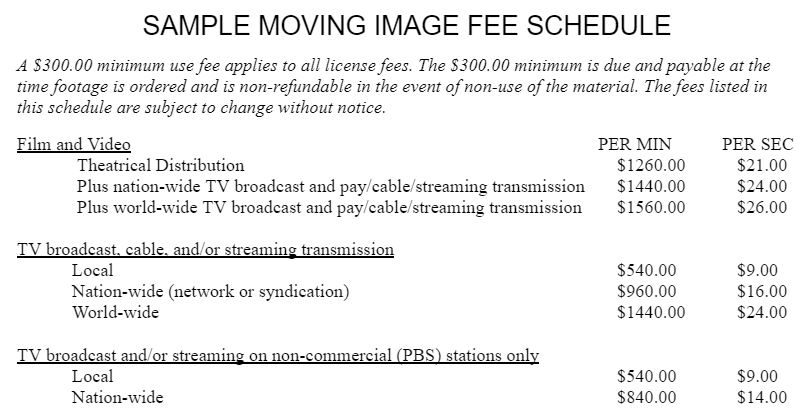 SAMPLE MOVING IMAGE FEE SCHEDULE
A $300.00 minimum use fee applies to all license fees. The $300.00 minimum is due and payable at the
time footage is ordered and is non-refundable in the event of non-use of the material. The fees listed in
this schedule are subject to change without notice.
Film and Video PER MIN PER SEC
Theatrical Distribution $1260.00 $21.00
Plus nation-wide TV broadcast and pay/cable/streaming transmission $1440.00 $24.00
Plus world-wide TV broadcast and pay/cable/streaming transmission $1560.00 $26.00
TV broadcast, cable, and/or streaming transmission
Local $540.00 $9.00
Nation-wide (network or syndication) $960.00 $16.00
World-wide $1440.00 $24.00
TV broadcast and/or streaming on non-commercial (PBS) stations only
Local $540.00 $9.00
Nation-wide $840.00 $14.00